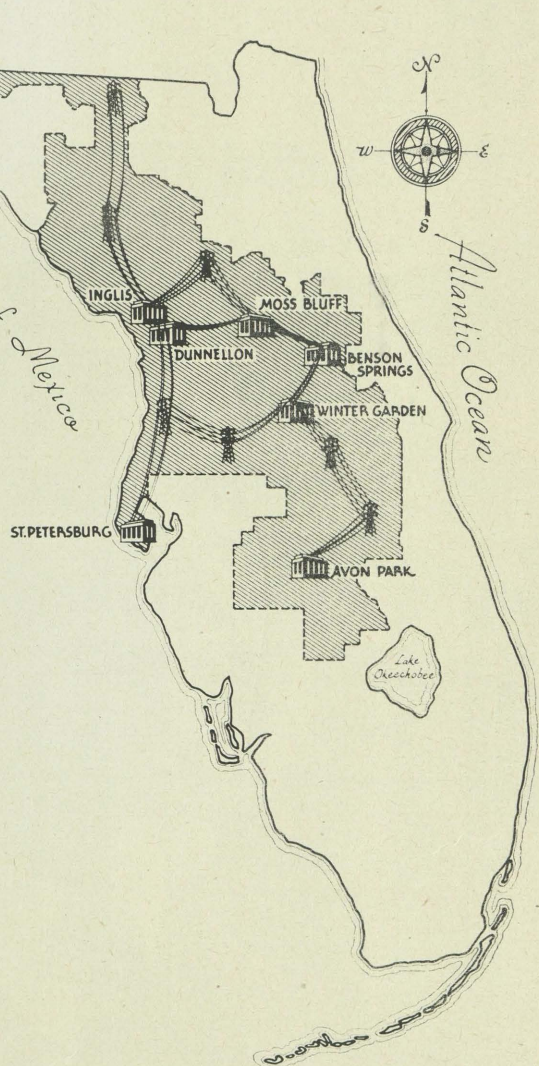 N
W
E
S
Atlantic Ocean
INGLIS
MOSS BLUFF
DUNNELLON
BENSON
SPRINGS
Mexico
WINTER GARDEN
ST. PETERSBURG
AVON PARK
Lake
Okeechobee